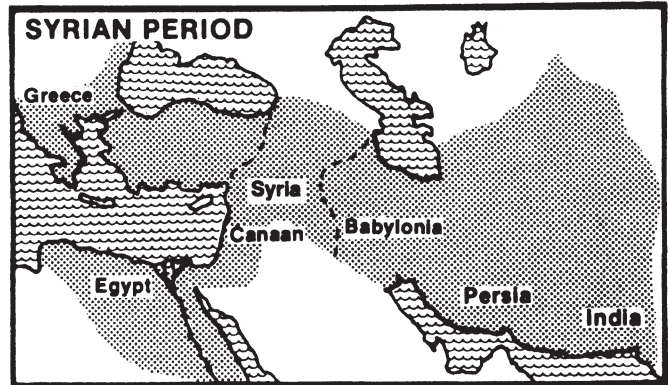 SYRIAN PERIOD
Greece
Syria
Canaan
Babylonia
Egypt
Persia
India